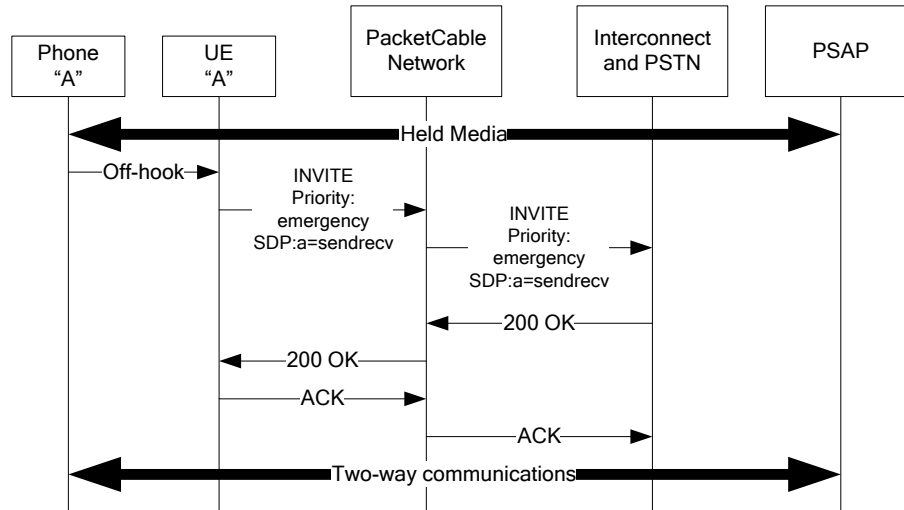 Phone
“A”
UE
“A”
PacketCable
Network
Interconnect
and PSTN
PSAP
Held Media
Off-hook
INVITE
Priority:
emergency
SDP:a=sendrecv
INVITE
Priority:
emergency
SDP:a=sendrecv
200 OK
200 OK
ACK
ACK
Two-way communications